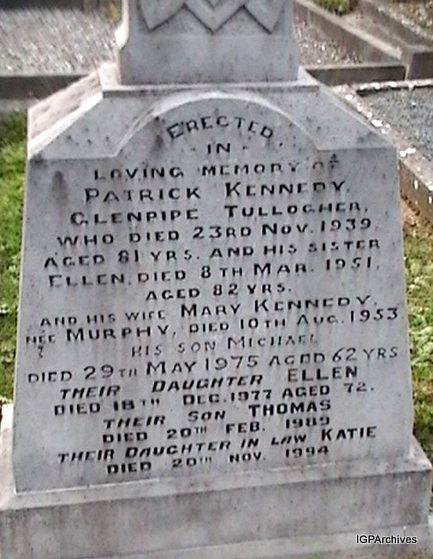 ERECTED
IN
LOVING MEMORY OF
PATRICK KENNEDY,
GLENPIPE TULLOGHER,
WHO DIED 23RD NOV. 1939
AGED 81 YRS. AND HIS SISTER
ELLEN, DIED 8TH MAR. 1951,
AGED 82 YRS.
AND HIS WIFE MARY KENNEDY,
NEE MURPHY, DIED 10TH AUG. 1953
HIS SON MICHAEL
DIED 29TH MAY 1975 AGED 62 YRS
THEIR DAUGHTER ELLEN
DIED 18TH DEC. 1977 AGED 72.
THEIR SON THOMAS
DIED 20TH FEB. 1989
THEIR DAUGHTER IN LAW KATIE
DIED 20TH NOV. 1994
IGPArchives